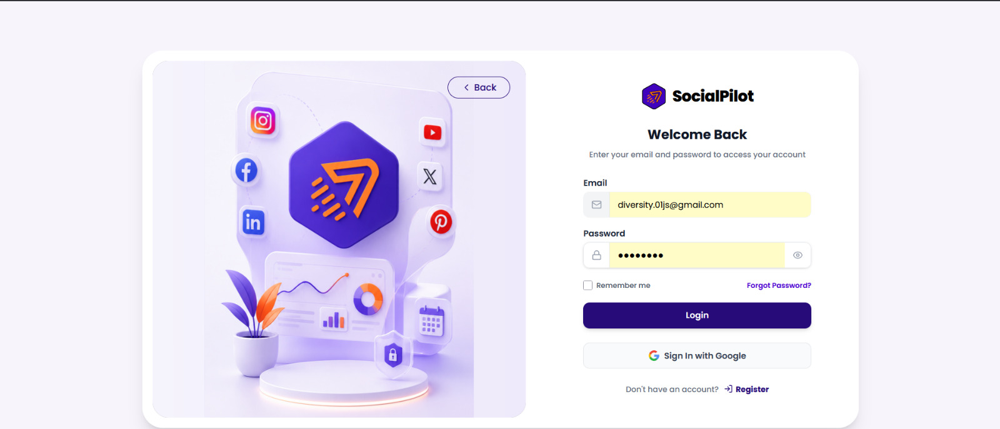 Back
SocialPilot
Welcome Back
Enter your email and password to access your account
Email
diversity.01js@gmail.com
Password
••••••••
Remember me
Forgot Password?
Login
Sign In with Google
Don't have an account? Register
in